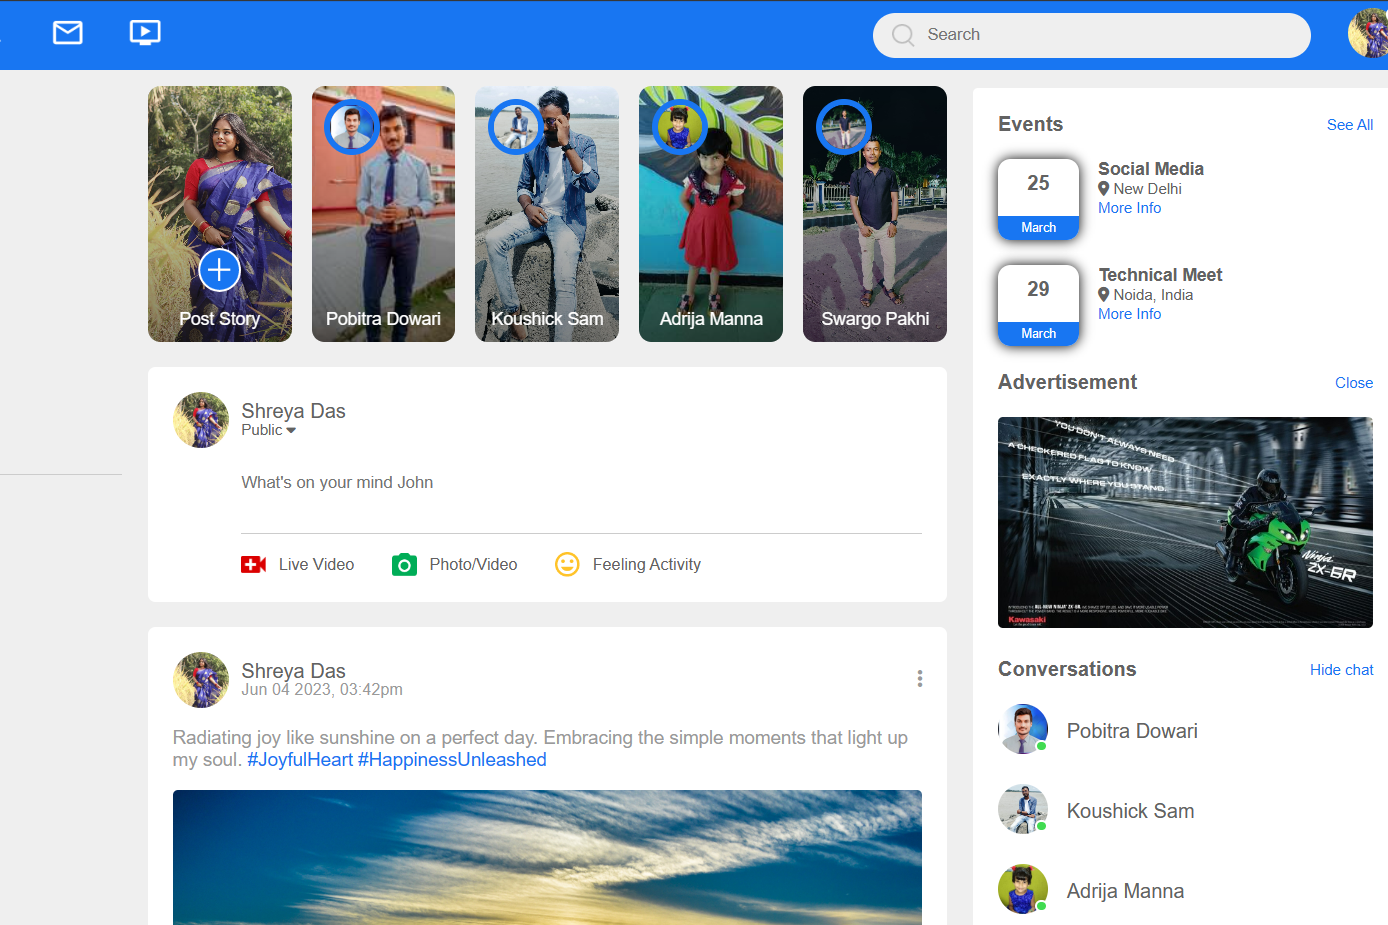 Search
Post Story
Pobitra Dowari
Koushick Sam
Adrija Manna
Swargo Pakhi
Shreya Das
Public
What's on your mind John
Live Video
Photo/Video
Feeling Activity
Shreya Das
Jun 04 2023, 03:42pm
Radiating joy like sunshine on a perfect day. Embracing the simple moments that light up
my soul. #JoyfulHeart #HappinessUnleashed
Events
See All
25
March
Social Media
New Delhi
More Info
29
March
Technical Meet
Noida, India
More Info
Advertisement
Close
YOU DON'T ALWAYS NEED
A CHECKERED FLAG TO KNOW
EXACTLY WHERE YOU STAND.
Ninja
ZX-6R
Kawasaki
Conversations
Hide chat
Pobitra Dowari
Koushick Sam
Adrija Manna